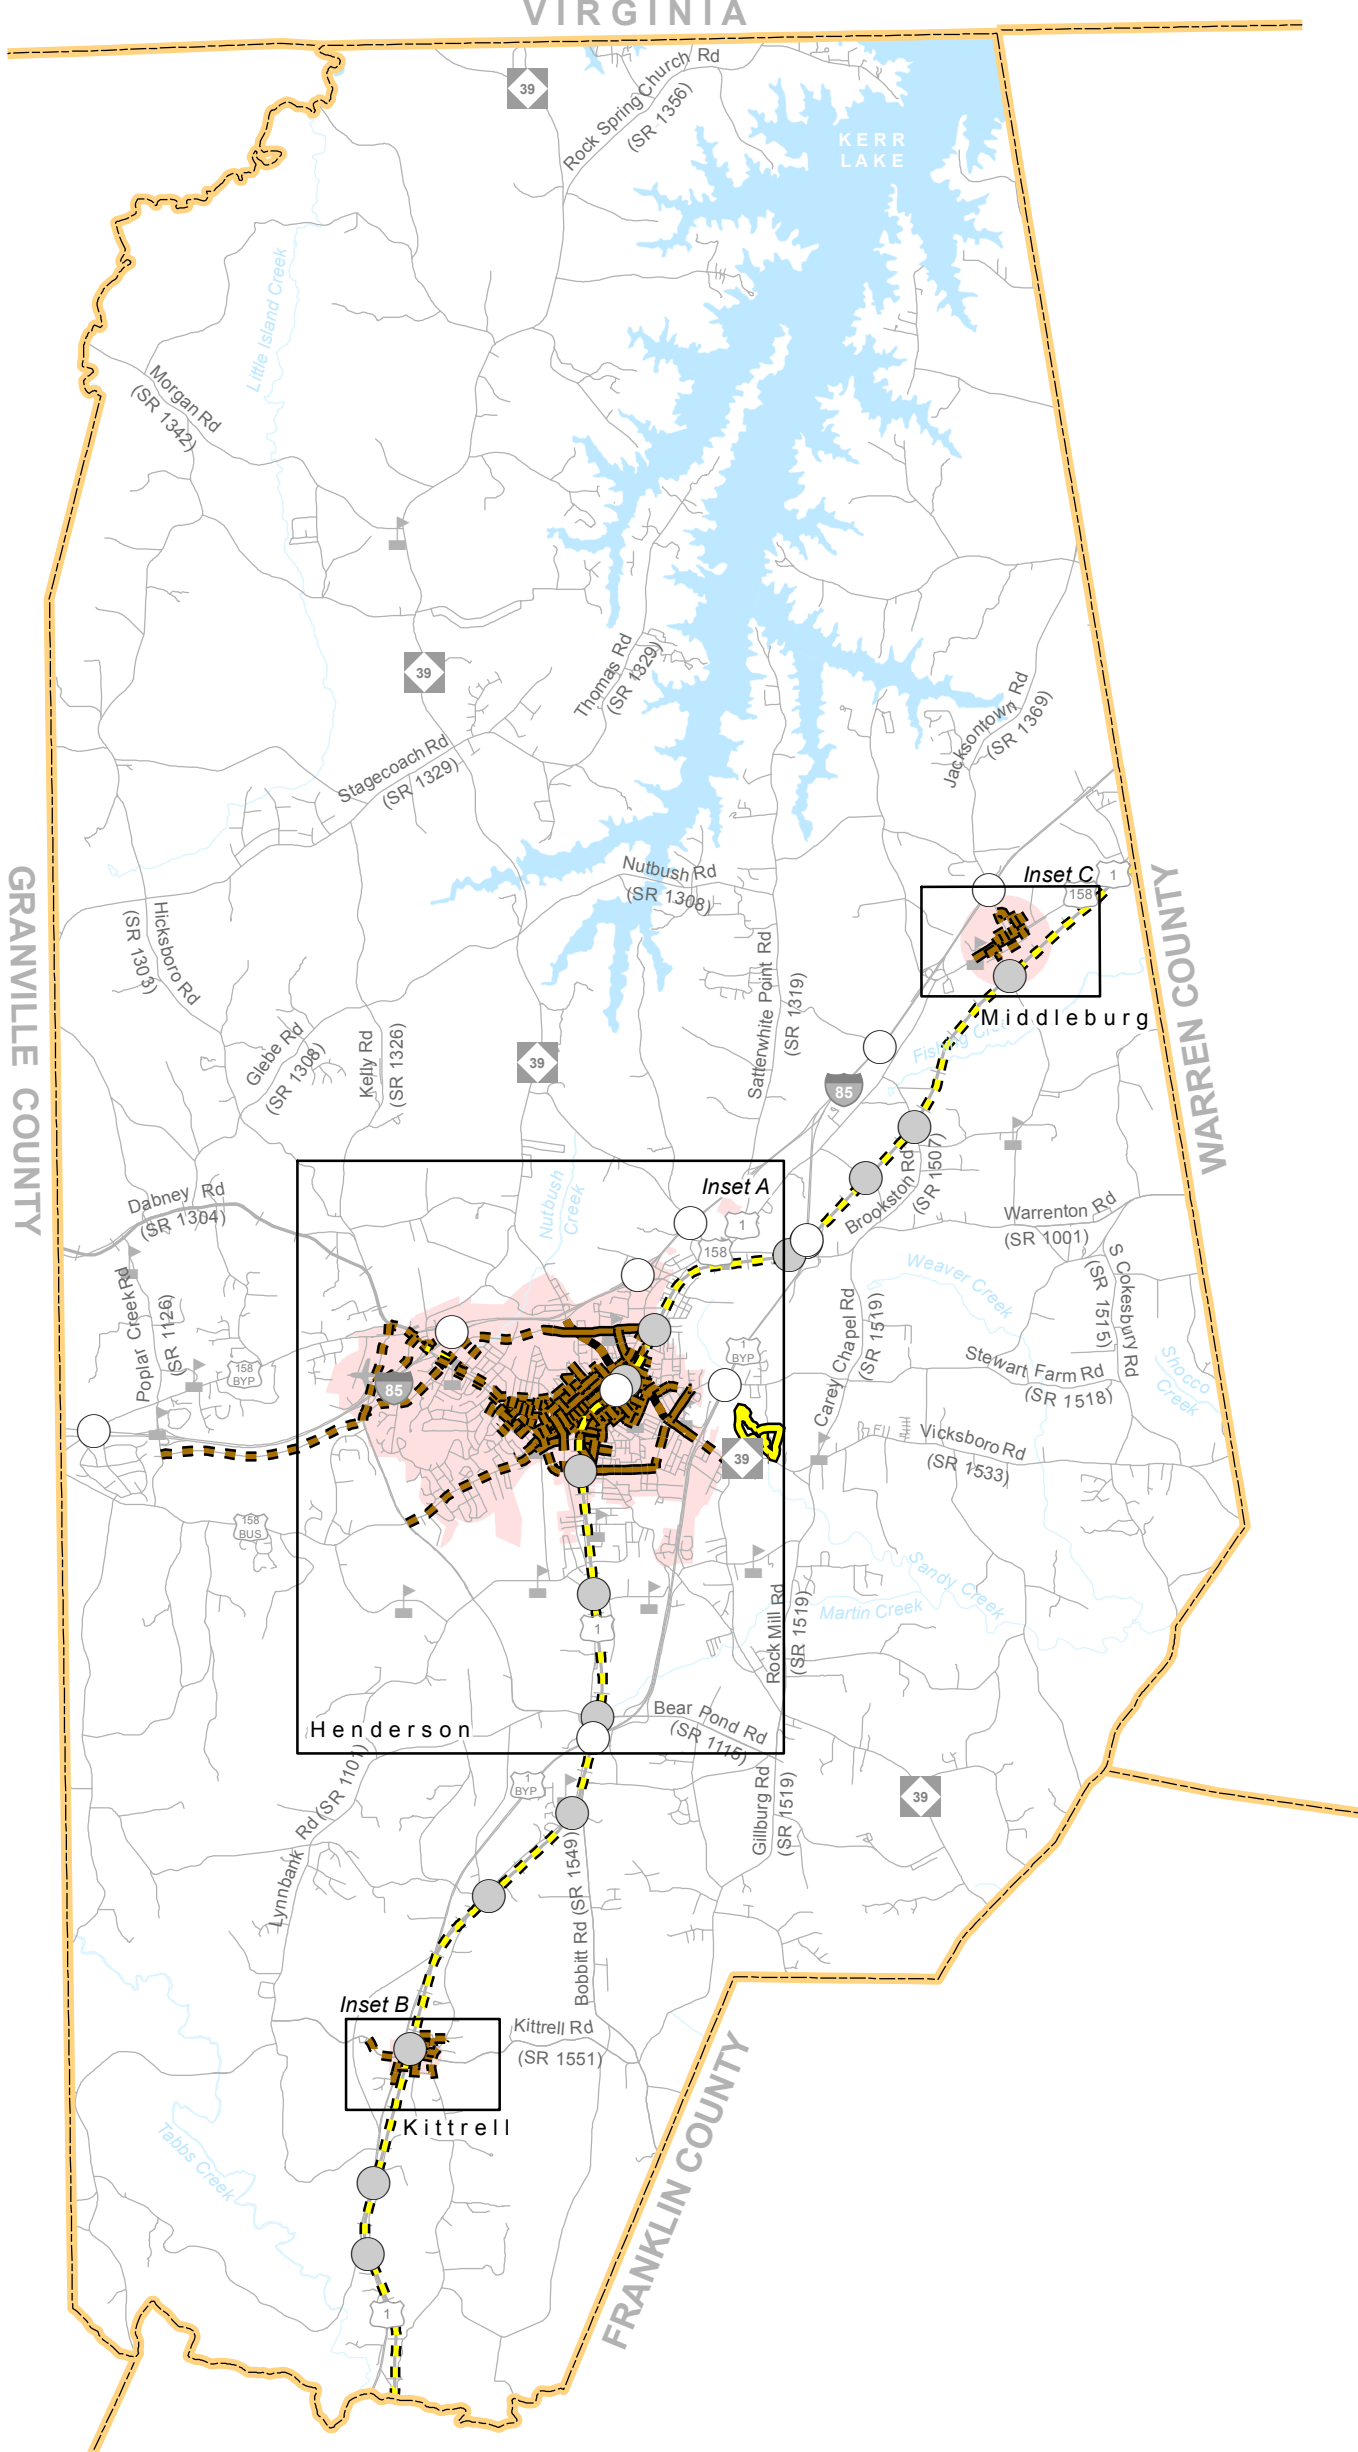 VIRGINIA
39
Rock Spring Church Rd
(SR 1356)
KERR
LAKE
Little Island Creek
Morgan Rd
(SR 1342)
39
Thomas Rd
(SR 1329)
Jacksontown Rd
(SR 1369)
Stagecoach Rd
(SR 1329)
GRANVILLE COUNTY
WARREN COUNTY
Nutbush Rd
(SR 1308)
Inset C
1
158
Hicksboro Rd
(SR 1303)
Satterwhite Point Rd
(SR 1319)
Middleburg
Glebe Rd
(SR 1308)
Kelly Rd
(SR 1326)
39
85
Brookston Rd
(SR 1507)
Inset A
Nutbush
Creek
Dabney Rd
(SR 1304)
1
158
Warrenton Rd
(SR 1001)
Weaver Creek
S Cokesbury Rd
(SR 1515)
Poplar Creek Rd
(SR 1126)
158
BYP
85
1
BYP
Carey Chapel Rd
(SR 1519)
Stewart Farm Rd
(SR 1518)
Shocco
Creek
39
Vicksboro Rd
(SR 1533)
158
BUS
Sandy Creek
Martin Creek
Rock Mill Rd
(SR 1519)
1
Henderson
Bear Pond Rd
(SR 1115)
Lynnbank Rd (SR 1101)
1
BYP
Gillburg Rd
(SR 1519)
39
Bobbitt Rd (SR 1549)
Inset B
Kittrell Rd
(SR 1551)
Kittrell
Tabbs Creek
FRANKLIN COUNTY
1